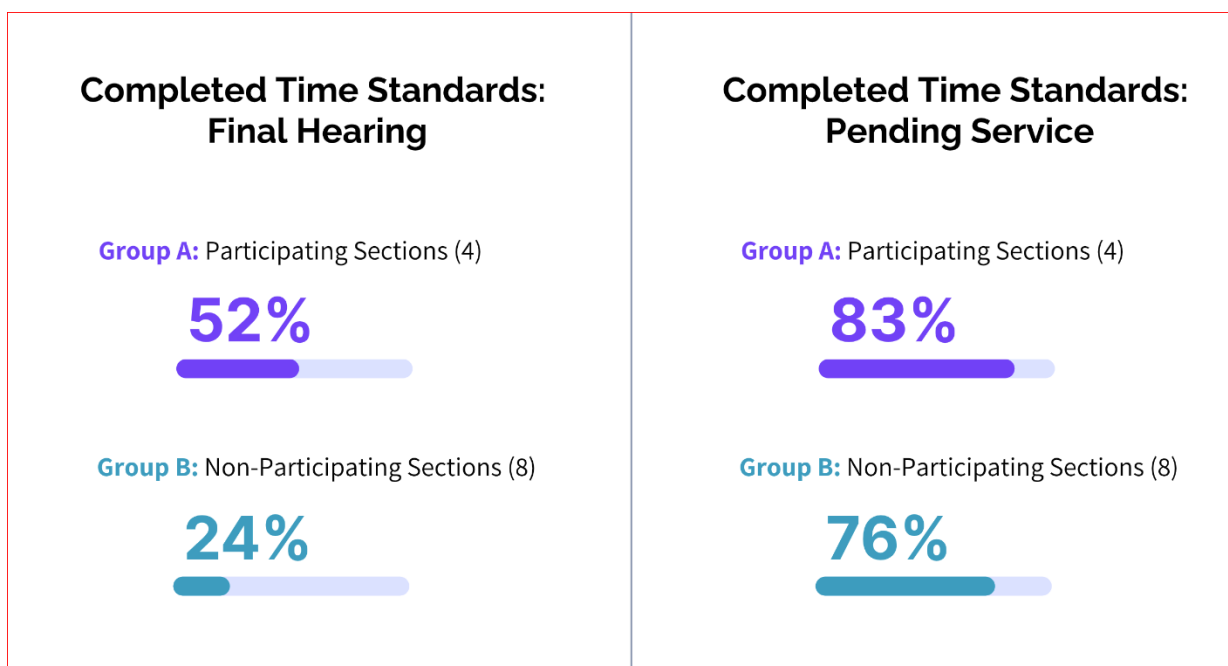 Completed Time Standards:
Final Hearing
Group A: Participating Sections (4)
52%
Group B: Non-Participating Sections (8)
24%
Completed Time Standards:
Pending Service
Group A: Participating Sections (4)
83%
Group B: Non-Participating Sections (8)
76%